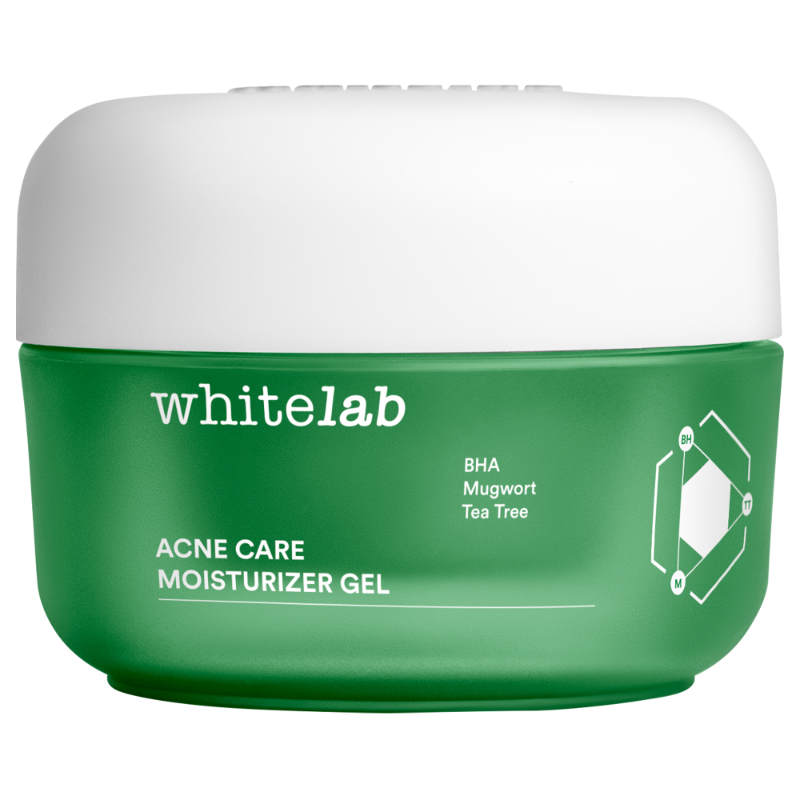 whitelab
BHA
Mugwort
Tea Tree
ACNE CARE
MOISTURIZER GEL
BH
TT
M